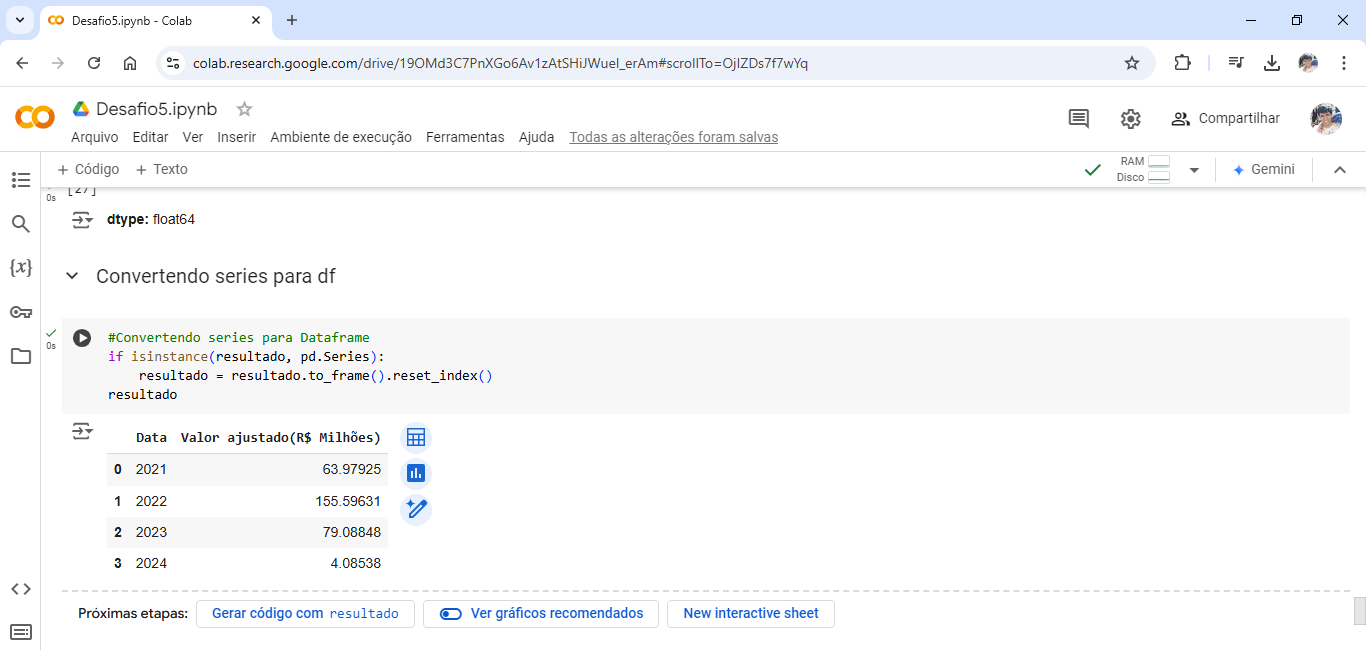 Desafio5.ipynb - Colab
colab.research.google.com/drive/19OMd3C7PnXGo6Av1zAtSHiJWueI_erAm#scrollTo=OjIZDs7f7wYq
Desafio5.ipynb
Compartilhar
Arquivo Editar Ver Inserir Ambiente de execução Ferramentas Ajuda Todas as alterações foram salvas
+ Código + Texto
RAM
Disco
Gemini
[27]
0s
dtype: float64
{x}
Convertendo series para df
0s
#Convertendo series para Dataframe
if isinstance(resultado, pd.Series):
    resultado = resultado.to_frame().reset_index()
resultado
Data Valor ajustado(R$ Milhões)
0 2021 63.97925
1 2022 155.59631
2 2023 79.08848
3 2024 4.08538
Próximas etapas: Gerar código com resultado Ver gráficos recomendados New interactive sheet